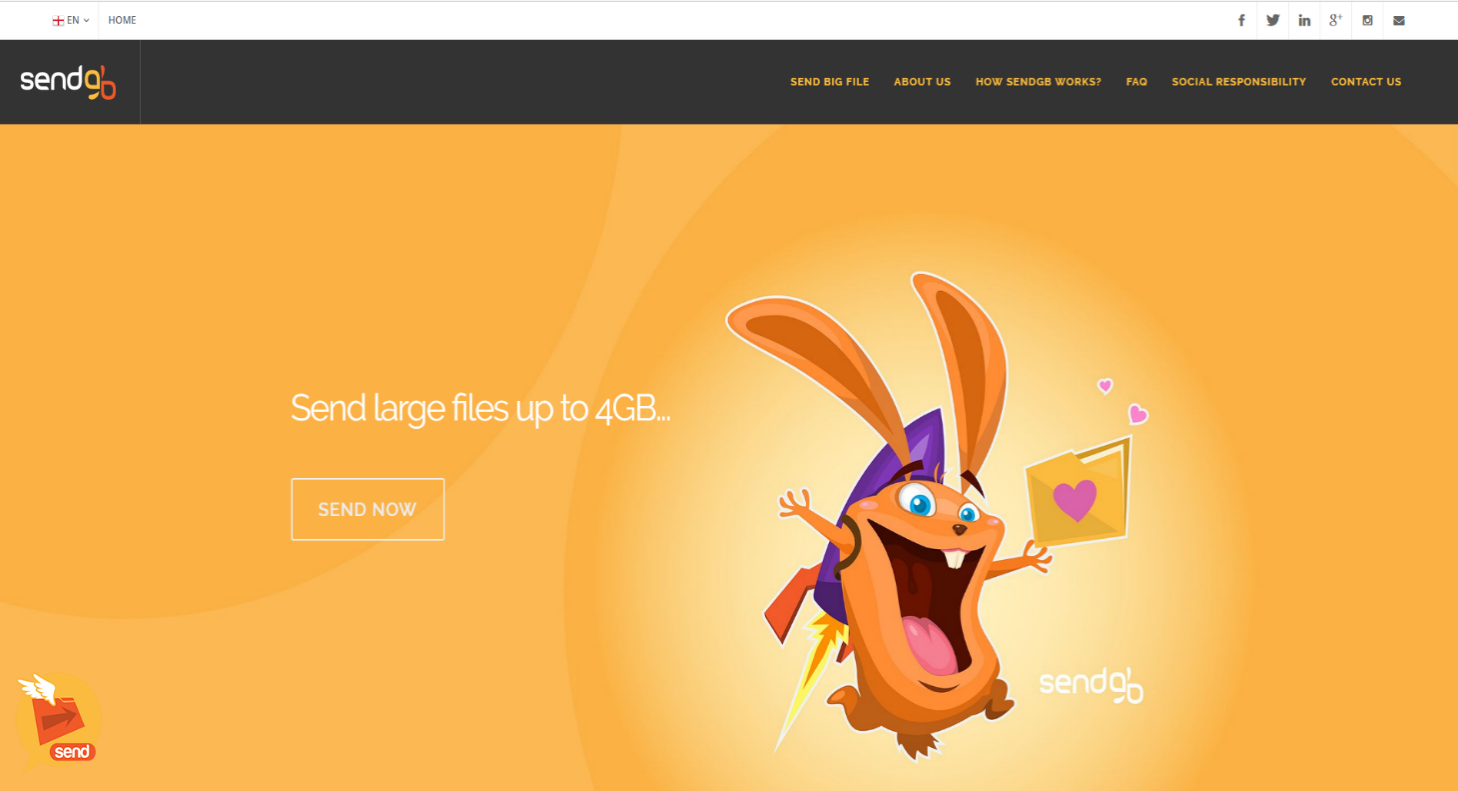 EN HOME
sendgb
SEND BIG FILE ABOUT US HOW SENDGB WORKS? FAQ SOCIAL RESPONSIBILITY CONTACT US
Send large files up to 4GB...
SEND NOW
sendgb
send